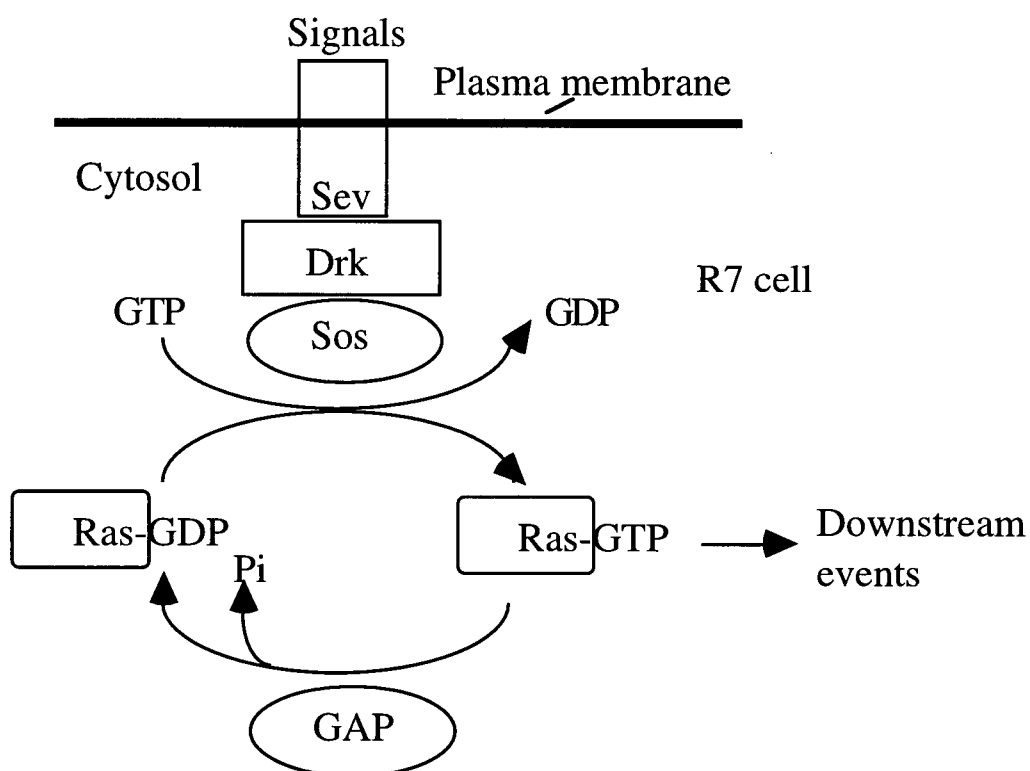 Signals
Plasma membrane
Cytosol
Sev
Drk
R7 cell
GTP
Sos
GDP
Ras-GDP
Ras-GTP
Downstream
events
Pi
GAP